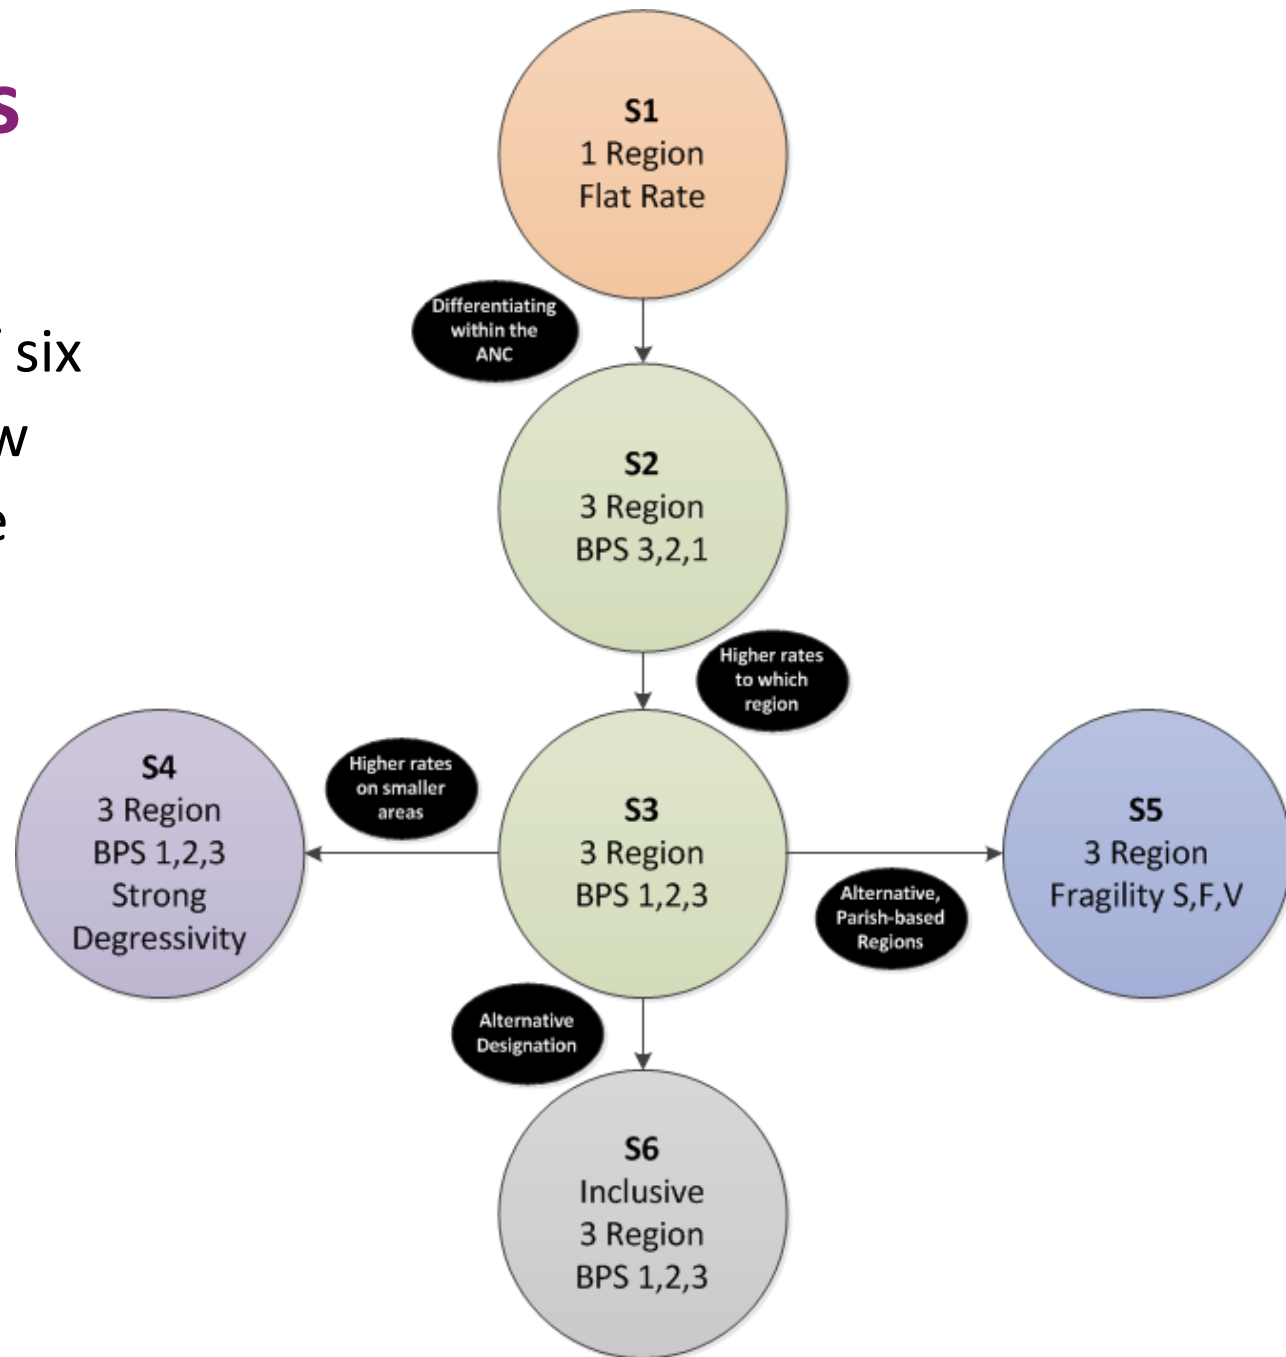 s
six
w
e
S1
1 Region
Flat Rate
Differentiating
within the
ANC
S2
3 Region
BPS 3,2,1
Higher rates
to which
region
S4
3 Region
BPS 1,2,3
Strong
Degressivity
Higher rates
on smaller
areas
S3
3 Region
BPS 1,2,3
Alternative,
Parish-based
Regions
S5
3 Region
Fragility S,F,V
Alternative
Designation
S6
Inclusive
3 Region
BPS 1,2,3